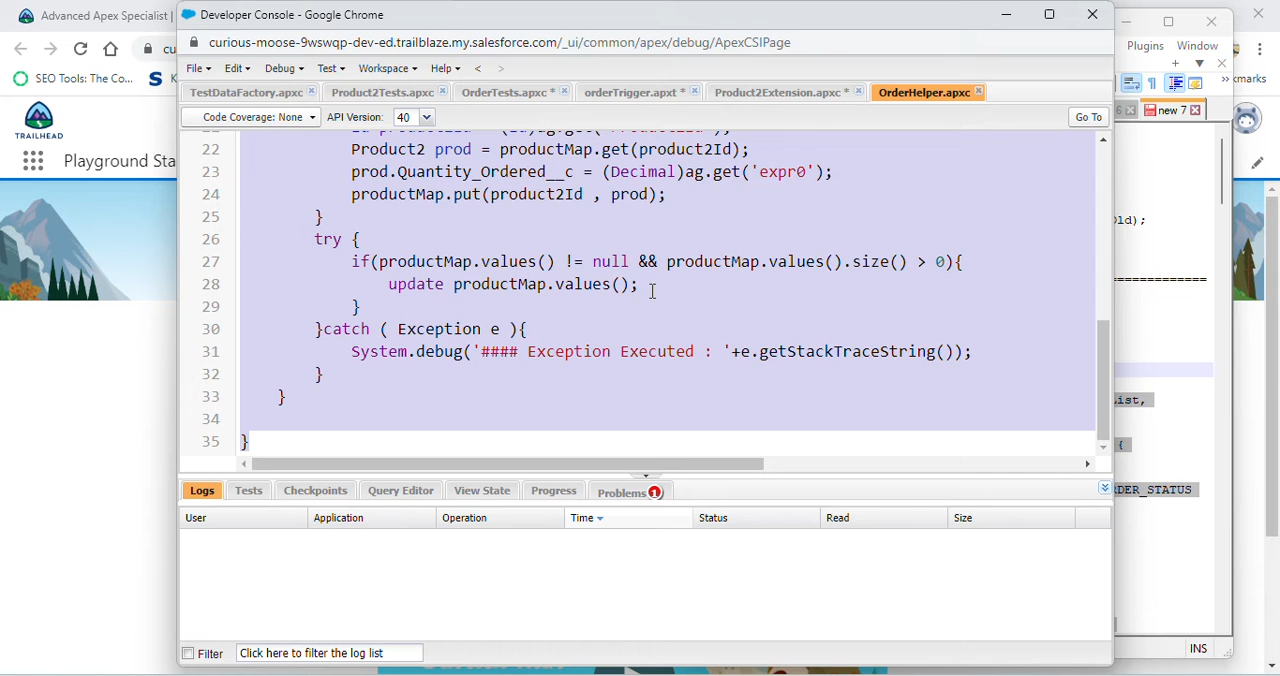 Advanced Apex Specialist
Developer Console - Google Chrome
curious-moose-9wswqp-dev-ed.trailblaze.my.salesforce.com/_ui/common/apex/debug/ApexCSIPage
Plugins Window
File Edit Debug Test Workspace Help < >
SEO Tools: The Co...
TestDataFactory.apxc Product2Tests.apxc OrderTests.apxc * orderTrigger.apxt * Product2Extension.apxc * OrderHelper.apxc
new 7
Code Coverage: None API Version: 40 Go To
TRAILHEAD
Playground Sta
22 Product2 prod = productMap.get(product2Id);
23 prod.Quantity_Ordered__c = (Decimal)ag.get('expr0');
24 productMap.put(product2Id , prod);
25 }
26 try {
27 if(productMap.values() != null && productMap.values().size() > 0){
28 update productMap.values();
29 }
30 }catch ( Exception e ){
31 System.debug('#### Exception Executed : '+e.getStackTraceString());
32 }
33 }
34
35 }
ld);
==============
ist,
{
RDER_STATUS
Logs Tests Checkpoints Query Editor View State Progress Problems 1
User Application Operation Time Status Read Size
Filter Click here to filter the log list
INS